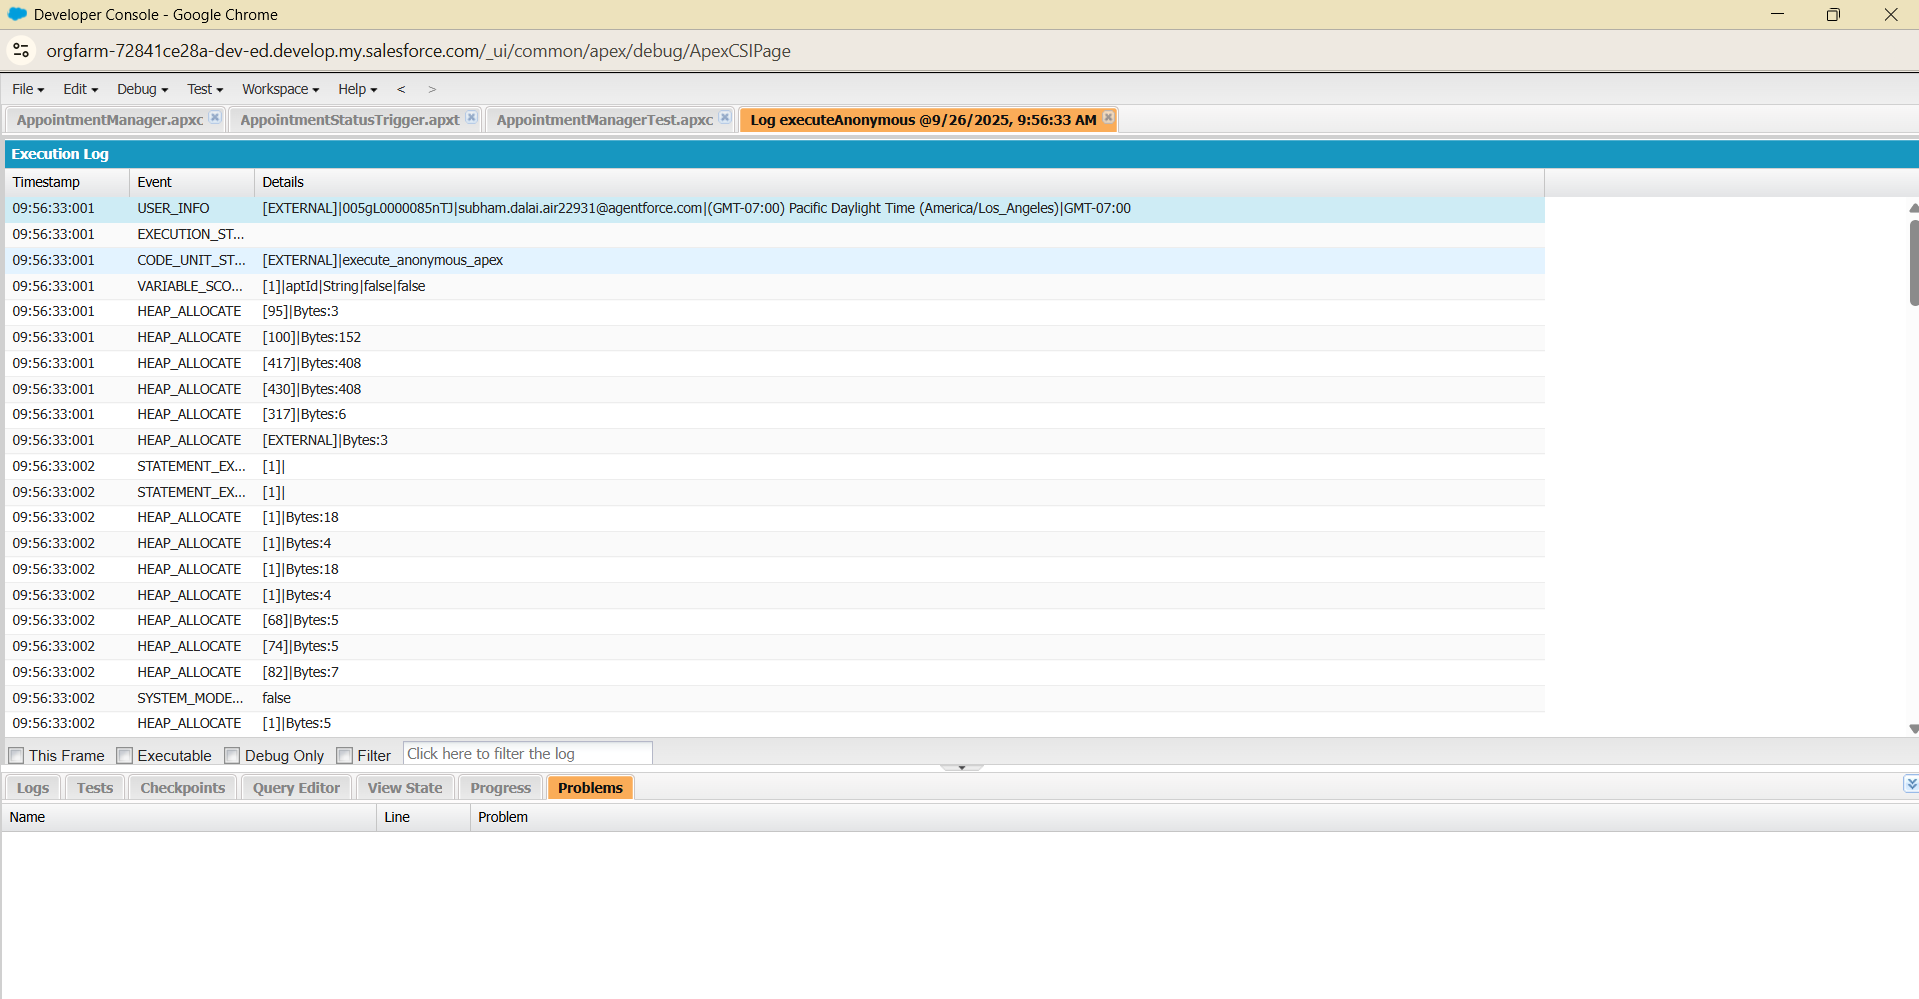 Developer Console - Google Chrome
orgfarm-72841ce28a-dev-ed.develop.my.salesforce.com/_ui/common/apex/debug/ApexCSIPage
File Edit Debug Test Workspace Help < >
AppointmentManager.apxc AppointmentStatusTrigger.apxt AppointmentManagerTest.apxc Log executeAnonymous @9/26/2025, 9:56:33 AM
Execution Log
Timestamp Event Details
09:56:33:001 USER_INFO [EXTERNAL]|005gL0000085nTJ|subham.dalai.air22931@agentforce.com|(GMT-07:00) Pacific Daylight Time (America/Los_Angeles)|GMT-07:00
09:56:33:001 EXECUTION_ST...
09:56:33:001 CODE_UNIT_ST... [EXTERNAL]|execute_anonymous_apex
09:56:33:001 VARIABLE_SCO... [1]|aptId|String|false|false
09:56:33:001 HEAP_ALLOCATE [95]|Bytes:3
09:56:33:001 HEAP_ALLOCATE [100]|Bytes:152
09:56:33:001 HEAP_ALLOCATE [417]|Bytes:408
09:56:33:001 HEAP_ALLOCATE [430]|Bytes:408
09:56:33:001 HEAP_ALLOCATE [317]|Bytes:6
09:56:33:001 HEAP_ALLOCATE [EXTERNAL]|Bytes:3
09:56:33:002 STATEMENT_EX... [1]|
09:56:33:002 STATEMENT_EX... [1]|
09:56:33:002 HEAP_ALLOCATE [1]|Bytes:18
09:56:33:002 HEAP_ALLOCATE [1]|Bytes:4
09:56:33:002 HEAP_ALLOCATE [1]|Bytes:18
09:56:33:002 HEAP_ALLOCATE [1]|Bytes:4
09:56:33:002 HEAP_ALLOCATE [68]|Bytes:5
09:56:33:002 HEAP_ALLOCATE [74]|Bytes:5
09:56:33:002 HEAP_ALLOCATE [82]|Bytes:7
09:56:33:002 SYSTEM_MODE... false
09:56:33:002 HEAP_ALLOCATE [1]|Bytes:5
This Frame Executable Debug Only Filter Click here to filter the log
Logs Tests Checkpoints Query Editor View State Progress Problems
Name Line Problem